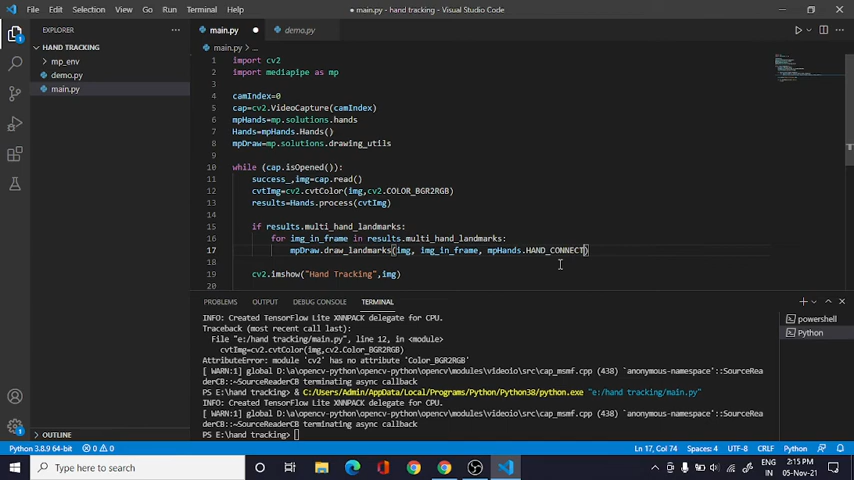 File Edit Selection View Go Run Terminal Help
● main.py - hand tracking - Visual Studio Code
EXPLORER
HAND TRACKING
mp_env
demo.py
main.py
OUTLINE
main.py
demo.py
main.py > ...
1 import cv2
2 import mediapipe as mp
3
4 camIndex=0
5 cap=cv2.VideoCapture(camIndex)
6 mpHands=mp.solutions.hands
7 Hands=mpHands.Hands()
8 mpDraw=mp.solutions.drawing_utils
9
10 while (cap.isOpened()):
11 success_,img=cap.read()
12 cvtImg=cv2.cvtColor(img,cv2.COLOR_BGR2RGB)
13 results=Hands.process(cvtImg)
14
15 if results.multi_hand_landmarks:
16 for img_in_frame in results.multi_hand_landmarks:
17 mpDraw.draw_landmarks(img, img_in_frame, mpHands.HAND_CONNECT)
18
19 cv2.imshow("Hand Tracking",img)
20
PROBLEMS OUTPUT DEBUG CONSOLE TERMINAL
INFO: Created TensorFlow Lite XNNPACK delegate for CPU.
Traceback (most recent call last):
File "e:/hand tracking/main.py", line 12, in <module>
cvtImg=cv2.cvtColor(img,cv2.Color_BGR2RGB)
AttributeError: module 'cv2' has no attribute 'Color_BGR2RGB'
[ WARN:1] global D:\a\opencv-python\opencv-python\opencv\modules\videoio\src\cap_msmf.cpp (438) `anonymous-namespace'::SourceRea
derCB::~SourceReaderCB terminating async callback
PS E:\hand tracking> & C:/Users/Admin/AppData/Local/Programs/Python/Python38/python.exe "e:/hand tracking/main.py"
INFO: Created TensorFlow Lite XNNPACK delegate for CPU.
[ WARN:1] global D:\a\opencv-python\opencv-python\opencv\modules\videoio\src\cap_msmf.cpp (438) `anonymous-namespace'::SourceRea
derCB::~SourceReaderCB terminating async callback
PS E:\hand tracking>
powershell
Python
Python 3.8.9 64-bit 0 0 Ln 17, Col 74 Spaces: 4 UTF-8 CRLF Python
Type here to search
ENG
IN
2:15 PM
05-Nov-21